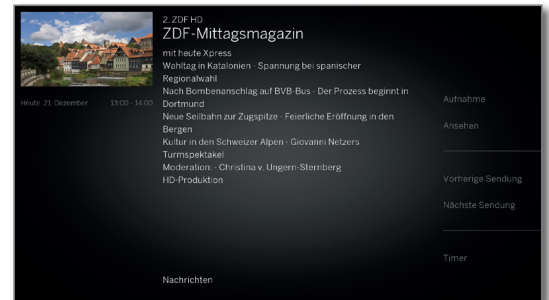 2. ZDF HD
ZDF-Mittagsmagazin
mit heute Xpress
Wahltag in Katalonien - Spannung bei spanischer
Regionalwahl
Nach Bombenanschlag auf BVB-Bus - Der Prozess beginnt in
Dortmund
Neue Seilbahn zur Zugspitze - Feierliche Eröffnung in den
Bergen
Kultur in den Schweizer Alpen - Giovanni Netzers
Turmspektakel
Moderation: - Christina v. Ungern-Sternberg
HD-Produktion
Heute, 21. Dezember 13:00 - 14:00
Nachrichten
Aufnahme
Ansehen
Vorherige Sendung
Nächste Sendung
Timer